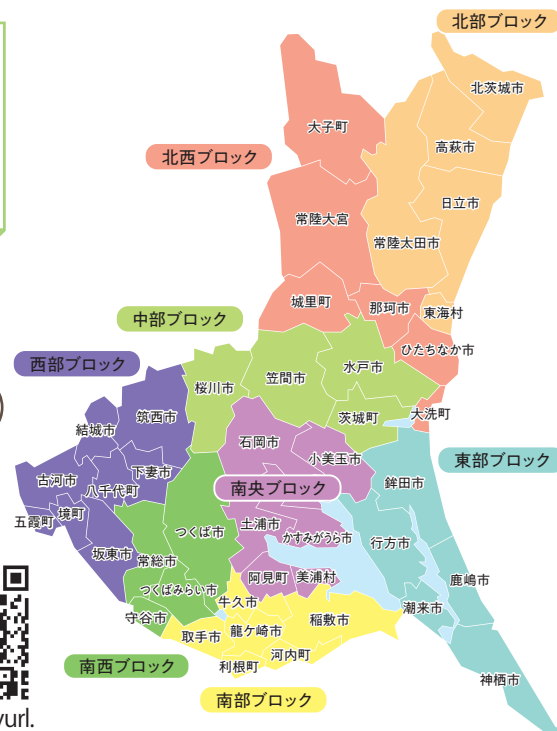 北部ブロック
北茨城市
大子町
高萩市
北西ブロック
日立市
常陸大宮
常陸太田市
城里町
那珂市
東海村
中部ブロック
ひたちなか市
西部ブロック
水戸市
笠間市
桜川市
茨城町
大洗町
筑西市
結城市
石岡市
小美玉市
東部ブロック
下妻市
古河市
八千代町
鉾田市
南央ブロック
境町
五霞町
土浦市
かすみがうら市
つくば市
行方市
坂東市
常総市
阿見町
美浦村
鹿嶋市
つくばみらい市
牛久市
潮来市
守谷市
稲敷市
龍ケ崎市
取手市
河内町
利根町
南西ブロック
神栖市
南部ブロック
yurl.